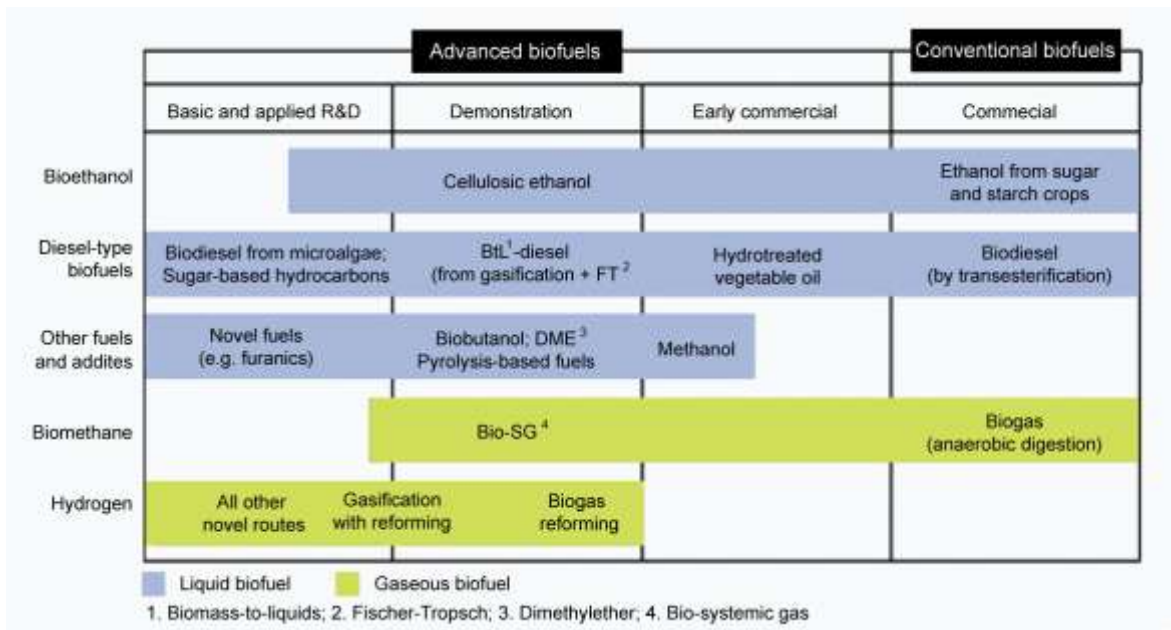 Advanced biofuels
Conventional biofuels
Basic and applied R&D
Demonstration
Early commercial
Commecial
Bioethanol
Cellulosic ethanol
Ethanol from sugar
and starch crops
Diesel-type
biofuels
Biodiesel from microalgae;
Sugar-based hydrocarbons
BtL¹-diesel
(from gasification + FT ²
Hydrotreated
vegetable oil
Biodiesel
(by transesterification)
Other fuels
and addites
Novel fuels
(e.g. furanics)
Biobutanol; DME ³
Pyrolysis-based fuels
Methanol
Biomethane
Bio-SG ⁴
Biogas
(anaerobic digestion)
Hydrogen
All other
novel routes
Gasification
with reforming
Biogas
reforming
Liquid biofuel
Gaseous biofuel
1. Biomass-to-liquids; 2. Fischer-Tropsch; 3. Dimethylether; 4. Bio-systemic gas